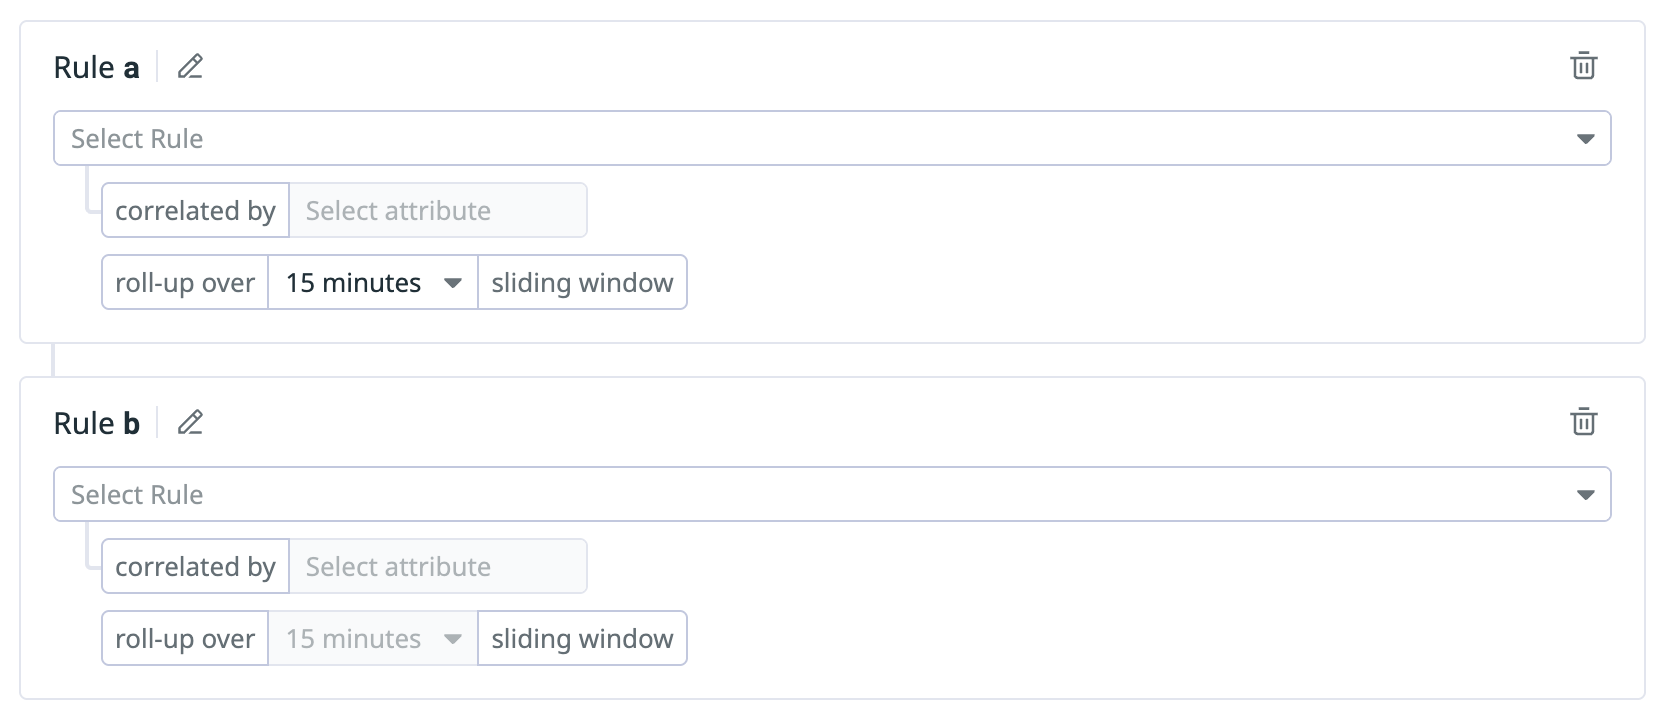 Rule a
Select Rule
correlated by Select attribute
roll-up over 15 minutes sliding window
Rule b
Select Rule
correlated by Select attribute
roll-up over 15 minutes sliding window